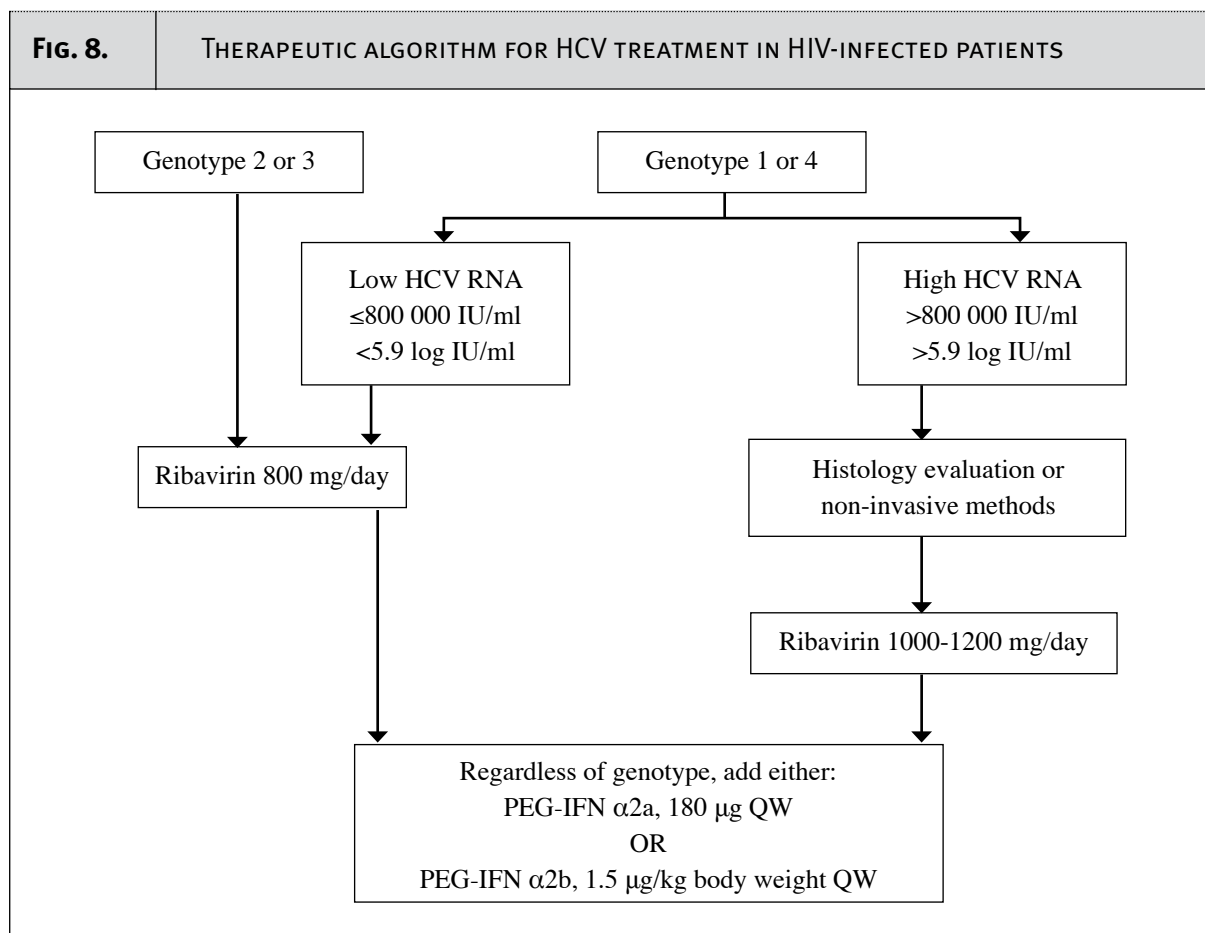 FIG. 8.
THERAPEUTIC ALGORITHM FOR HCV TREATMENT IN HIV-INFECTED PATIENTS
Genotype 2 or 3
Genotype 1 or 4
Low HCV RNA
≤800 000 IU/ml
<5.9 log IU/ml
High HCV RNA
>800 000 IU/ml
>5.9 log IU/ml
Ribavirin 800 mg/day
Histology evaluation or
non-invasive methods
Ribavirin 1000-1200 mg/day
Regardless of genotype, add either:
PEG-IFN α2a, 180 μg QW
OR
PEG-IFN α2b, 1.5 μg/kg body weight QW